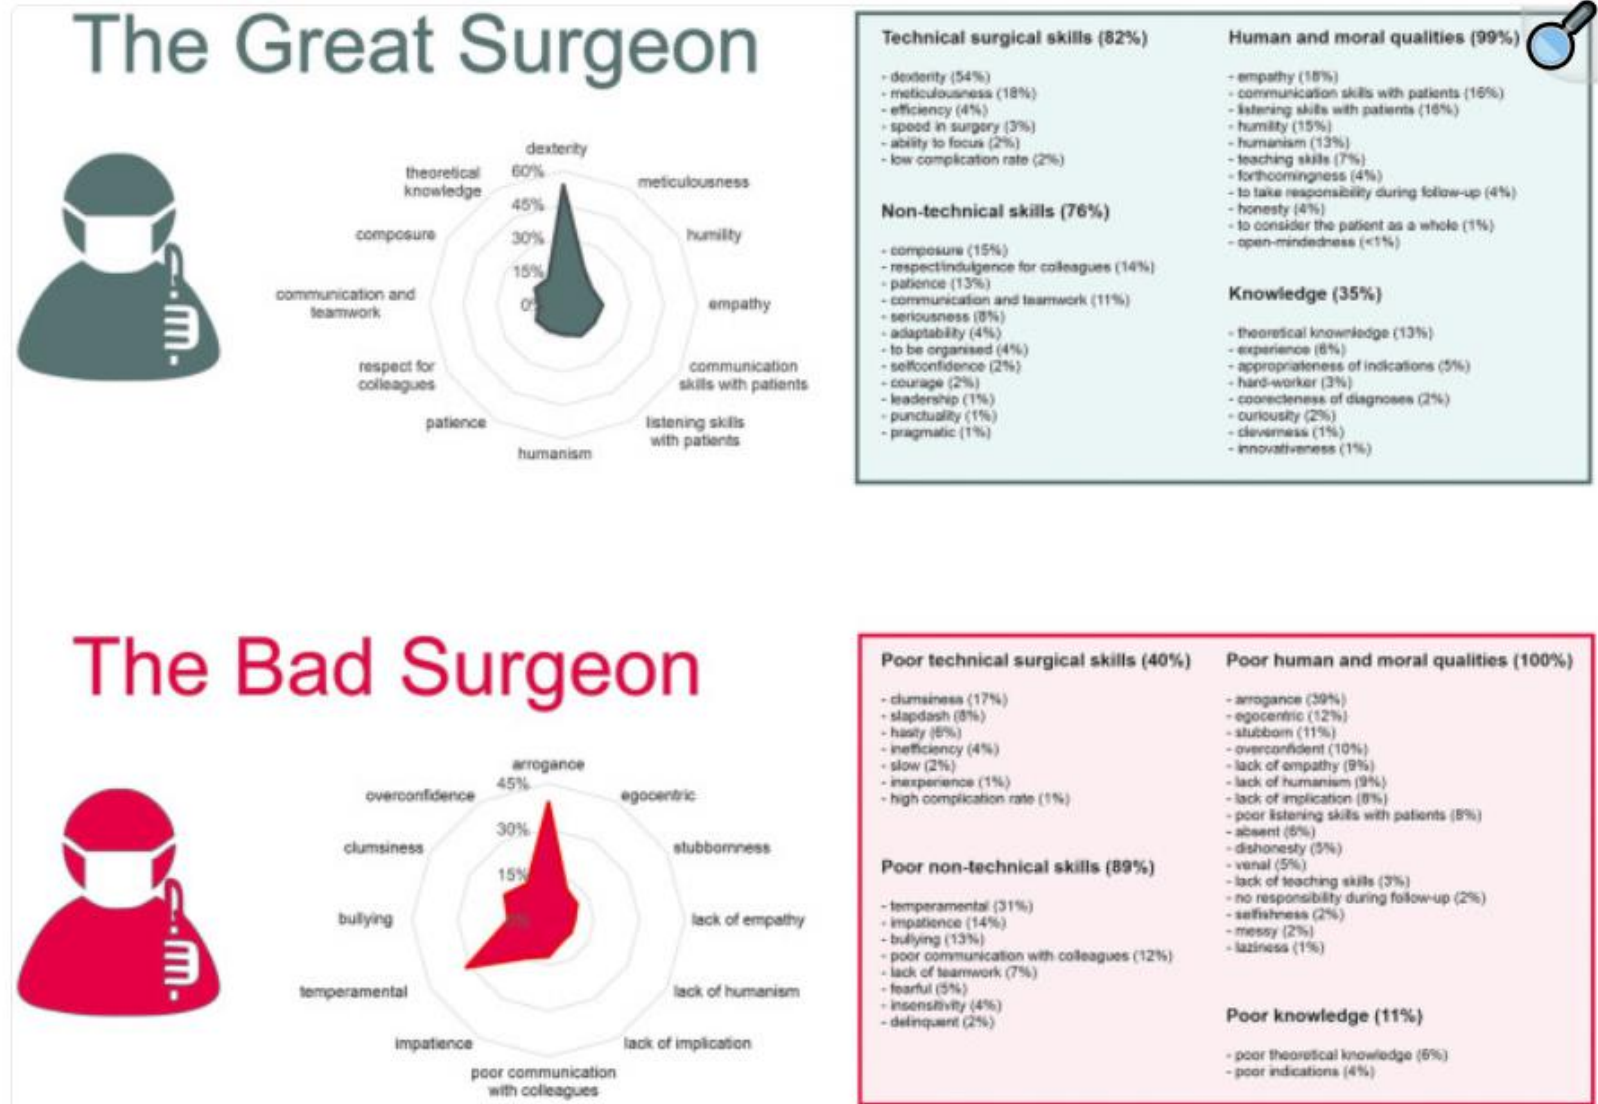 The Great Surgeon
dexterity
60%
45%
30%
15%
0%
meticulousness
humility
empathy
communication
skills with patients
listening skills
with patients
humanism
patience
respect for
colleagues
communication and
teamwork
composure
theoretical
knowledge
Technical surgical skills (82%)
- dexterity (54%)
- meticulousness (18%)
- efficiency (4%)
- speed in surgery (3%)
- ability to focus (2%)
- low complication rate (2%)
Non-technical skills (76%)
- composure (15%)
- respect/indulgence for colleagues (14%)
- patience (13%)
- communication and teamwork (11%)
- seriousness (8%)
- adaptability (4%)
- to be organised (4%)
- selfconfidence (2%)
- courage (2%)
- leadership (1%)
- punctuality (1%)
- pragmatic (1%)
Human and moral qualities (99%)
- empathy (18%)
- communication skills with patients (16%)
- listening skills with patients (16%)
- humility (15%)
- humanism (13%)
- teaching skills (7%)
- forthcomingness (4%)
- to take responsibility during follow-up (4%)
- honesty (4%)
- to consider the patient as a whole (1%)
- open-mindedness (<1%)
Knowledge (35%)
- theoretical knownledge (13%)
- experience (6%)
- appropriateness of indications (5%)
- hard-worker (3%)
- coorecteness of diagnoses (2%)
- curiousity (2%)
- cleverness (1%)
- innovativeness (1%)
The Bad Surgeon
arrogance
45%
30%
15%
0%
egocentric
stubbornness
lack of empathy
lack of humanism
lack of implication
poor communication
with colleagues
impatience
temperamental
bullying
clumsiness
overconfidence
Poor technical surgical skills (40%)
- clumsiness (17%)
- slapdash (8%)
- hasty (6%)
- inefficiency (4%)
- slow (2%)
- inexperience (1%)
- high complication rate (1%)
Poor non-technical skills (89%)
- temperamental (31%)
- impatience (14%)
- bullying (13%)
- poor communication with colleagues (12%)
- lack of teamwork (7%)
- fearful (5%)
- insensitivity (4%)
- delinquent (2%)
Poor human and moral qualities (100%)
- arrogance (39%)
- egocentric (12%)
- stubborn (11%)
- overconfident (10%)
- lack of empathy (9%)
- lack of humanism (9%)
- lack of implication (8%)
- poor listening skills with patients (8%)
- absent (6%)
- dishonesty (5%)
- venal (5%)
- lack of teaching skills (3%)
- no responsibility during follow-up (2%)
- selfishness (2%)
- messy (2%)
- laziness (1%)
Poor knowledge (11%)
- poor theoretical knowledge (6%)
- poor indications (4%)